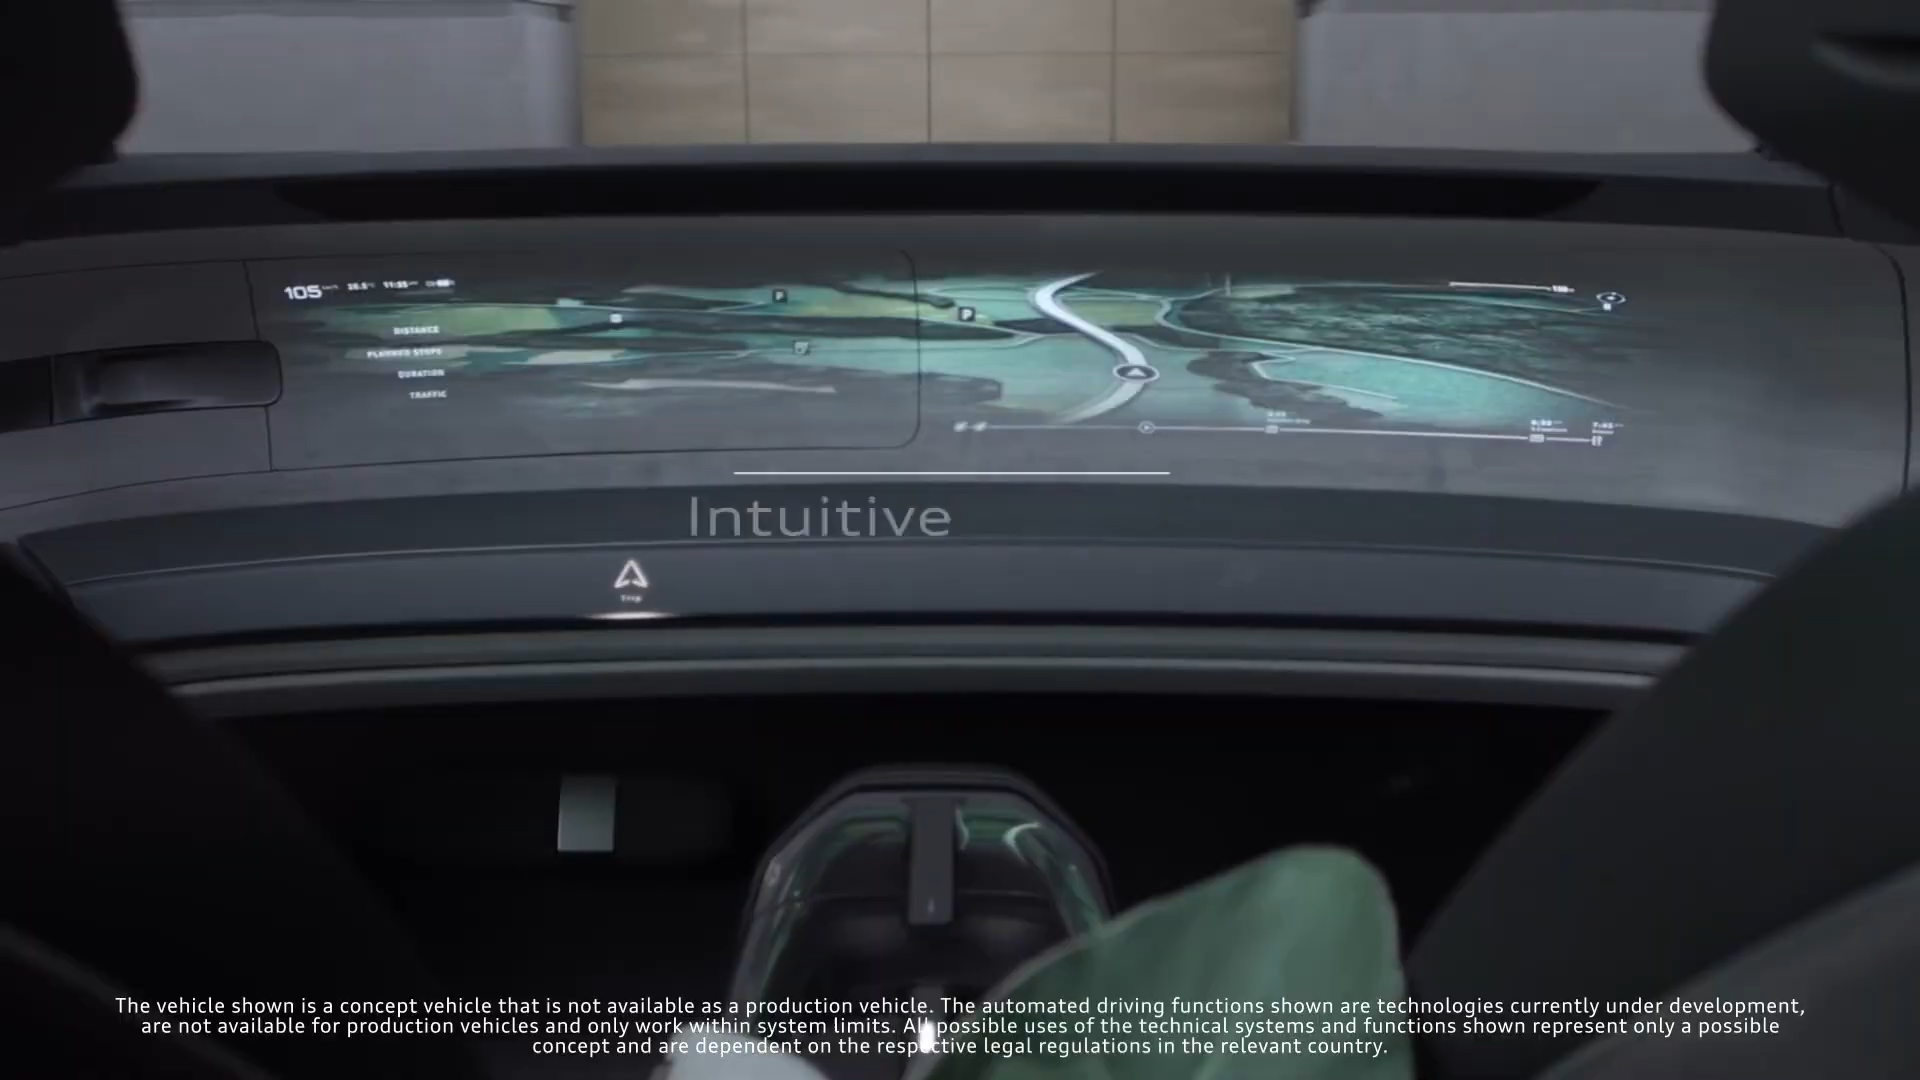 105
11:55
P
P
DISTANCE
PLANNED STOPS
DURATION
TRAFFIC
Intuitive
Trip
The vehicle shown is a concept vehicle that is not available as a production vehicle. The automated driving functions shown are technologies currently under development,
are not available for production vehicles and only work within system limits. All possible uses of the technical systems and functions shown represent only a possible
concept and are dependent on the respective legal regulations in the relevant country.